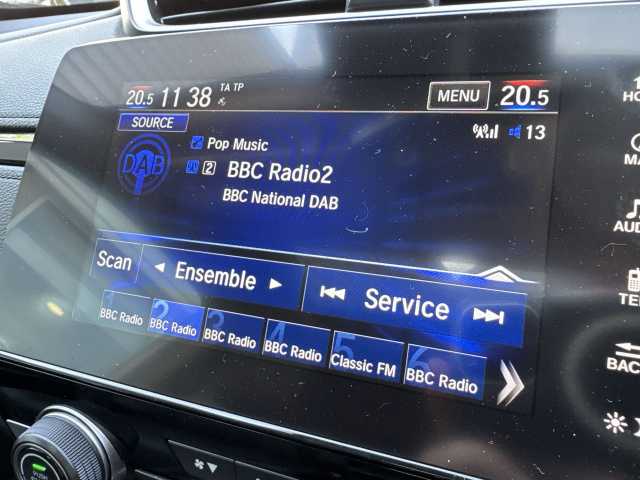 20.5 11 38 TA TP MENU 20.5
SOURCE
13
DAB
Pop Music
2 BBC Radio2
BBC National DAB
Scan Ensemble Service
1 BBC Radio
2 BBC Radio
3 BBC Radio
4 BBC Radio
5 Classic FM
6 BBC Radio
HO
MA
AUD
TE
BAC
PUSH